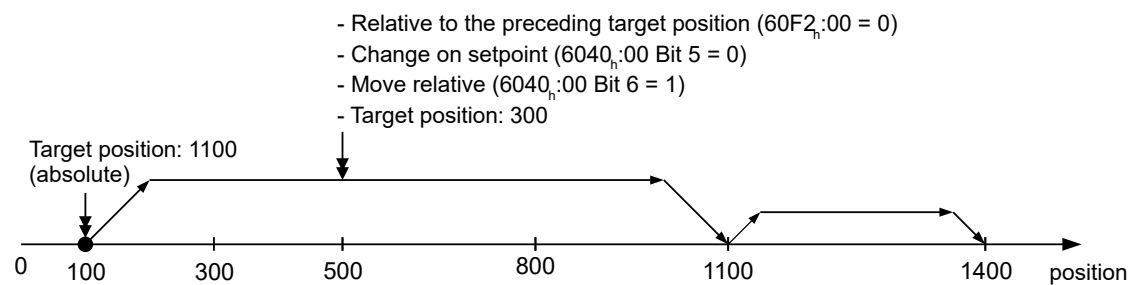 - Relative to the preceding target position (60F2h:00 = 0)
- Change on setpoint (6040h:00 Bit 5 = 0)
- Move relative (6040h:00 Bit 6 = 1)
- Target position: 300
Target position: 1100
(absolute)
0 100 300 500 800 1100 1400 position